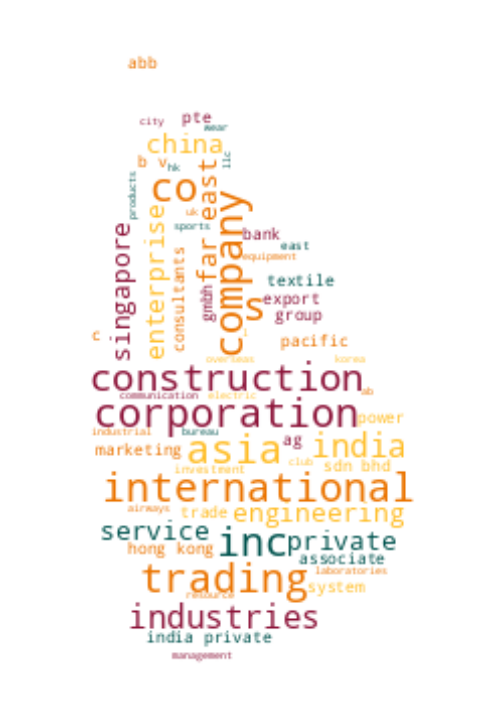 abb
city pte
wear
china
b v hk llc
products
co
uk
sports
far east
company
enterprise
singapore
consultants
gmbh
s
bank
east
equipment
textile
export
group
c
l
pacific
overseas korea
construction
communication electric ab
corporation power
industrial bureau
marketing asia ag india
investment club sdn bhd
international
airways trade engineering
service inc private
hong kong associate
laboratories
trading system
resource
industries
india private
management